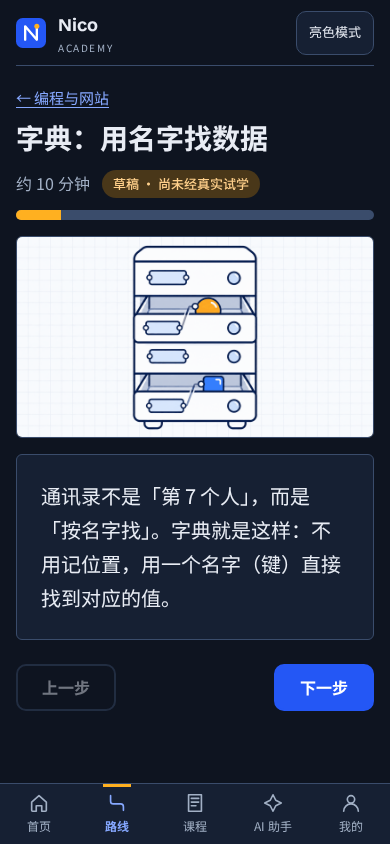 Nico
ACADEMY
亮色模式
← 编程与网站
字典：用名字找数据
约 10 分钟
草稿 · 尚未经真实试学
通讯录不是「第 7 个人」，而是
「按名字找」。字典就是这样：不
用记位置，用一个名字（键）直接
找到对应的值。
上一步
下一步
首页
路线
课程
AI 助手
我的